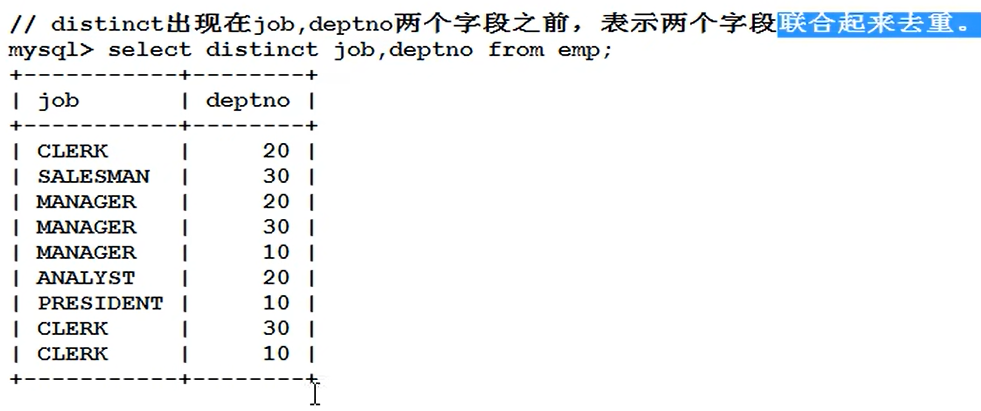 // distinct出现在job,deptno两个字段之前，表示两个字段联合起来去重。
mysql> select distinct job,deptno from emp;
+-----------+--------+
| job       | deptno |
+-----------+--------+
| CLERK     |     20 |
| SALESMAN  |     30 |
| MANAGER   |     20 |
| MANAGER   |     30 |
| MANAGER   |     10 |
| ANALYST   |     20 |
| PRESIDENT |     10 |
| CLERK     |     30 |
| CLERK     |     10 |
+-----------+--------+